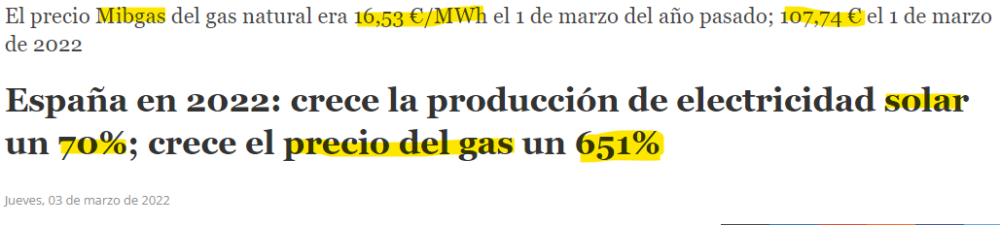 El precio Mibgas del gas natural era 16,53 €/MWh el 1 de marzo del año pasado; 107,74 € el 1 de marzo
de 2022
España en 2022: crece la producción de electricidad solar
un 70%; crece el precio del gas un 651%
Jueves, 03 de marzo de 2022